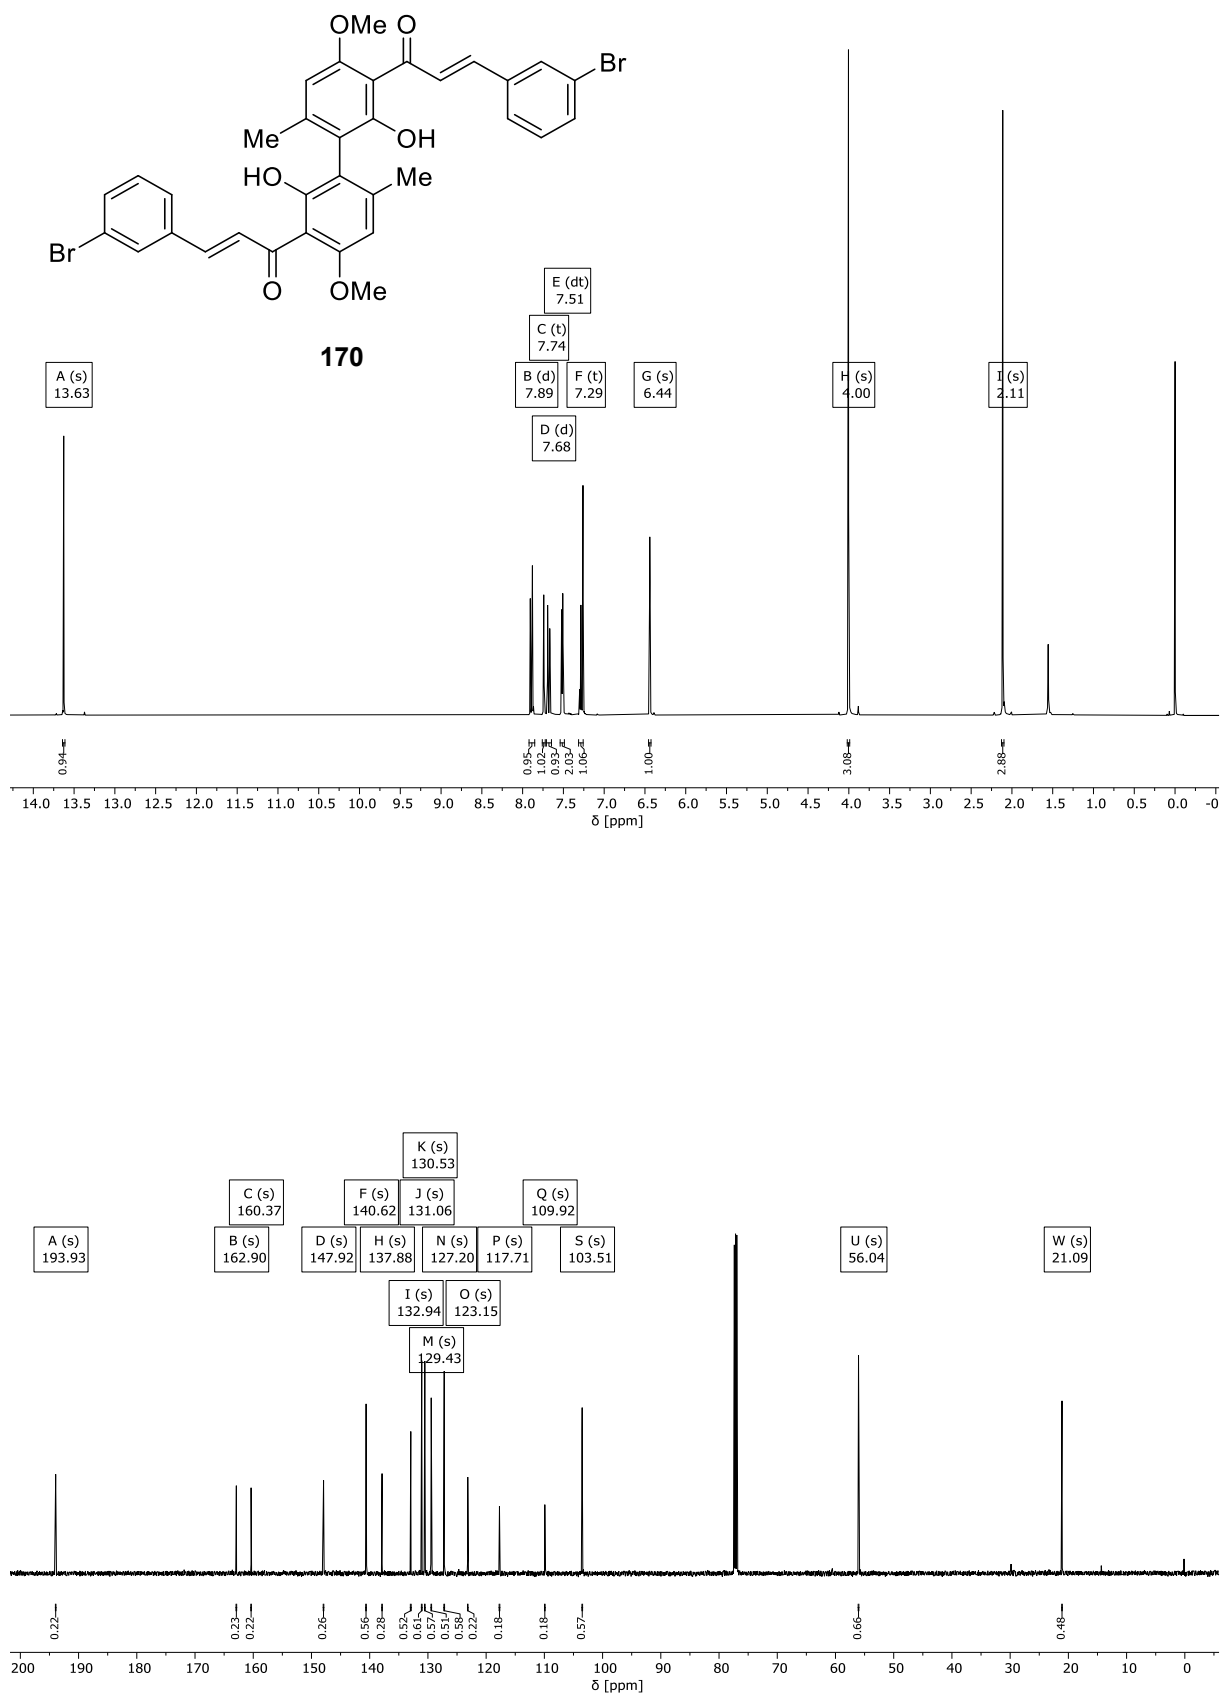 OMe O
Br
Me OH
HO Me
Br
O OMe
170
E (dt)
7.51
C (t)
7.74
A (s)
13.63
B (d)
7.89
F (t)
7.29
G (s)
6.44
H (s)
4.00
I (s)
2.11
D (d)
7.68
0.94 0.95 1.02 0.93 2.03 1.06 1.00 3.08 2.88
14.0 13.5 13.0 12.5 12.0 11.5 11.0 10.5 10.0 9.5 9.0 8.5 8.0 7.5 7.0 6.5 6.0 5.5 5.0 4.5 4.0 3.5 3.0 2.5 2.0 1.5 1.0 0.5 0.0 -0
δ [ppm]
K (s)
130.53
C (s)
160.37
F (s)
140.62
J (s)
131.06
Q (s)
109.92
A (s)
193.93
B (s)
162.90
D (s)
147.92
H (s)
137.88
N (s)
127.20
P (s)
117.71
S (s)
103.51
U (s)
56.04
W (s)
21.09
I (s)
132.94
O (s)
123.15
M (s)
129.43
0.22 0.23 0.22 0.26 0.56 0.28 0.52 0.61 0.57 0.51 0.58 0.22 0.18 0.18 0.57 0.66 0.48
200 190 180 170 160 150 140 130 120 110 100 90 80 70 60 50 40 30 20 10 0
δ [ppm]